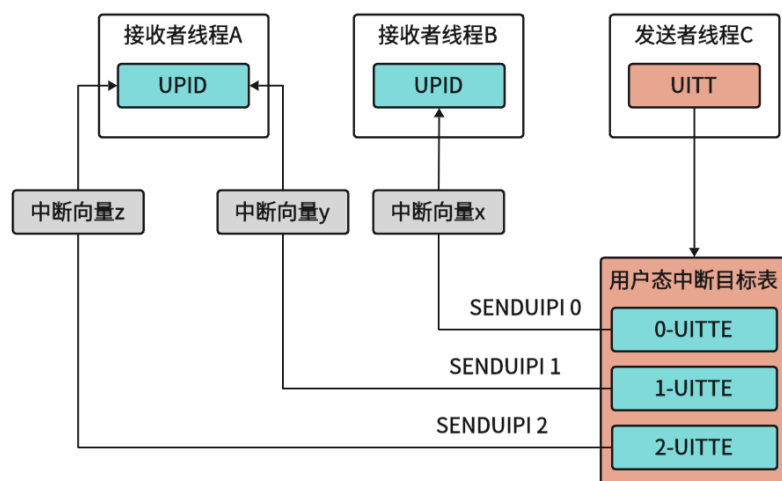 接收者线程A
接收者线程B
发送者线程C
UPID
UPID
UITT
中断向量z
中断向量y
中断向量x
用户态中断目标表
SENDUIPI 0
0-UITTE
SENDUIPI 1
1-UITTE
SENDUIPI 2
2-UITTE